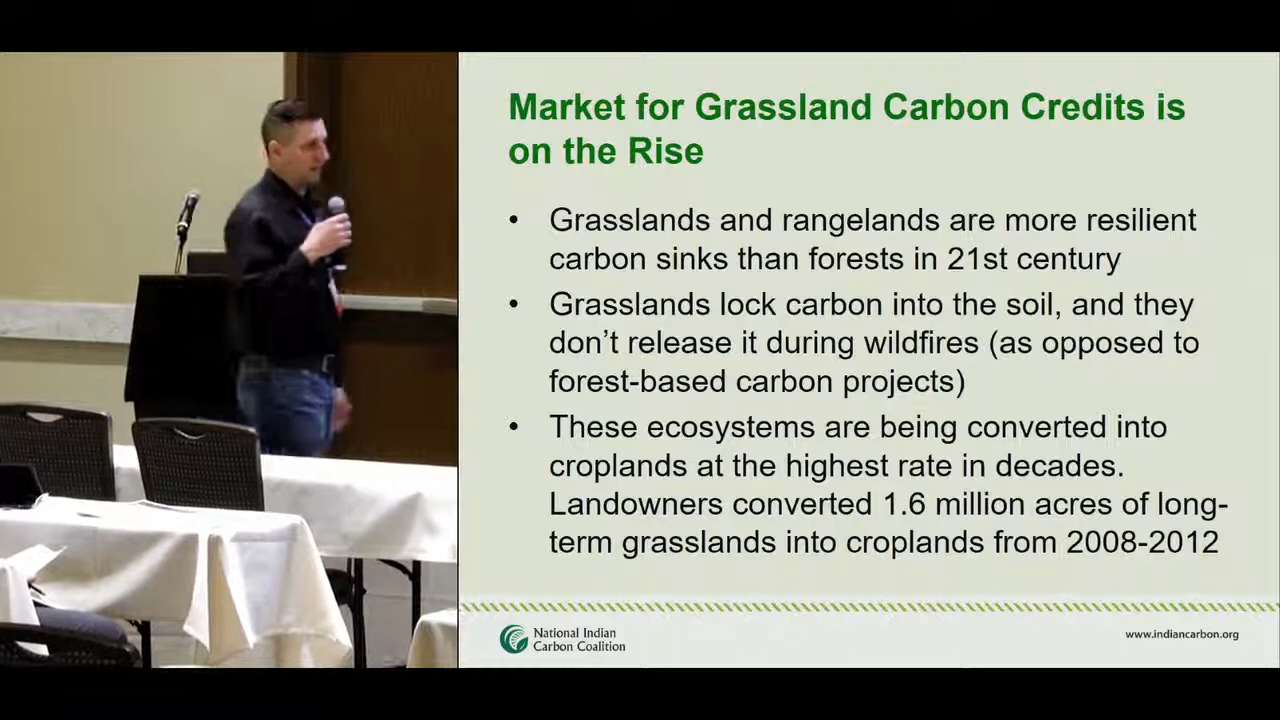 Market for Grassland Carbon Credits is
on the Rise
• Grasslands and rangelands are more resilient
carbon sinks than forests in 21st century
• Grasslands lock carbon into the soil, and they
don’t release it during wildfires (as opposed to
forest-based carbon projects)
• These ecosystems are being converted into
croplands at the highest rate in decades.
Landowners converted 1.6 million acres of long-
term grasslands into croplands from 2008-2012
National Indian
Carbon Coalition
www.indiancarbon.org